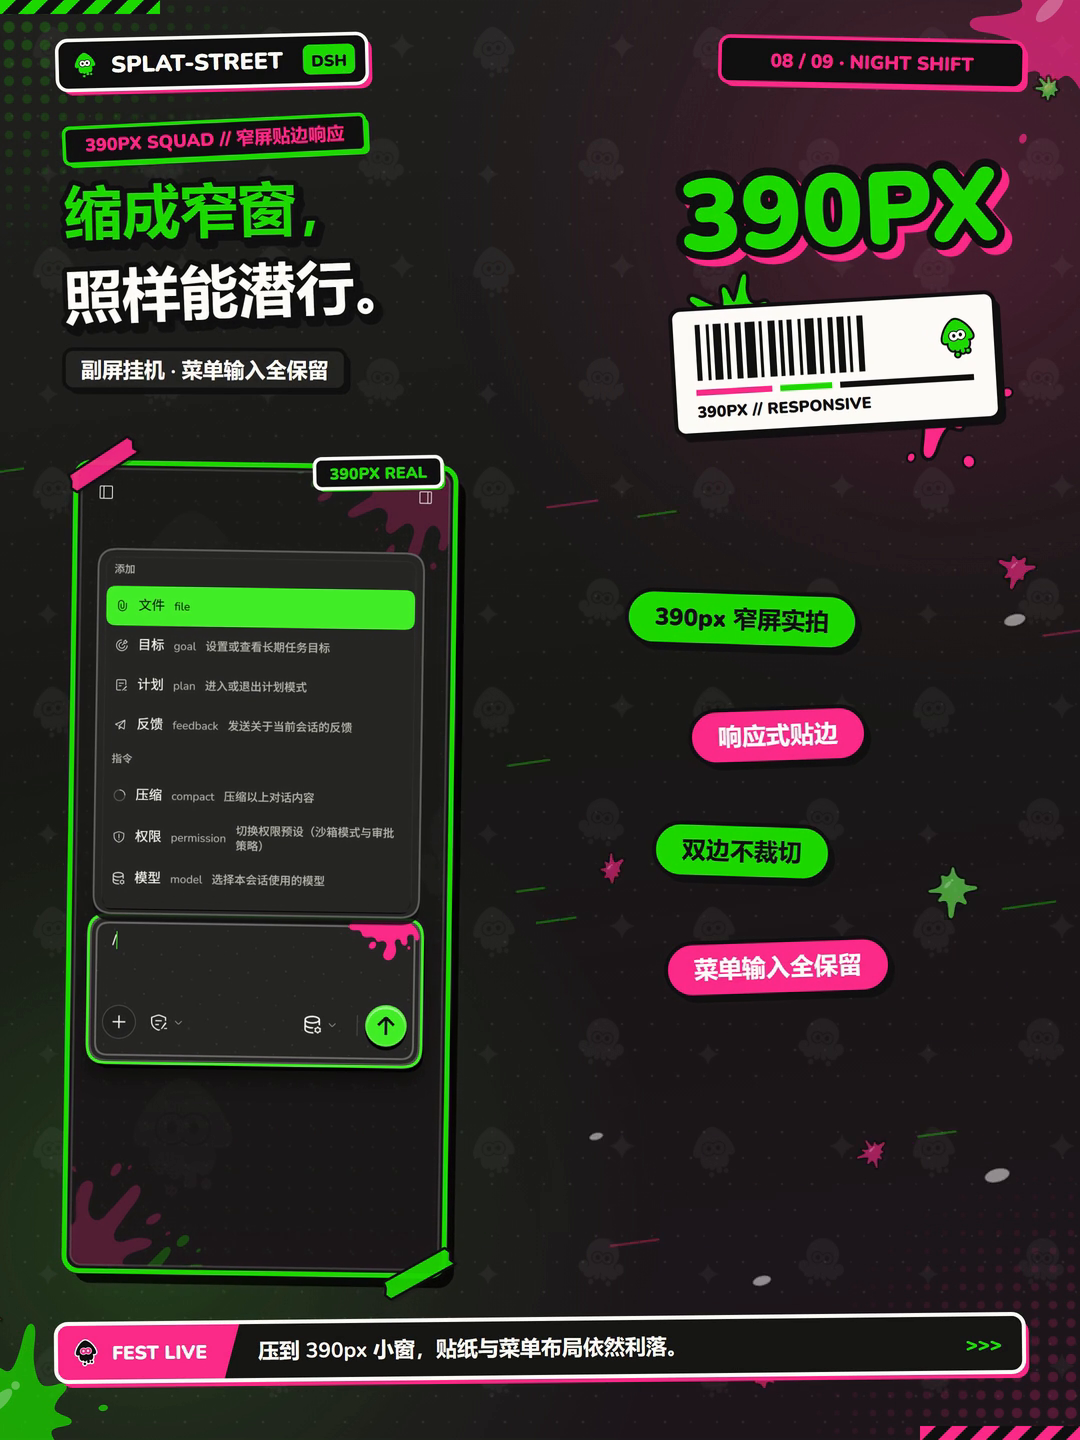 SPLAT-STREET DSH
08 / 09 · NIGHT SHIFT
390PX SQUAD // 窄屏贴边响应
缩成窄窗，
照样能潜行。
副屏挂机 · 菜单输入全保留
390PX
390PX // RESPONSIVE
390PX REAL
添加
文件 file
目标 goal 设置或查看长期任务目标
计划 plan 进入或退出计划模式
反馈 feedback 发送关于当前会话的反馈
指令
压缩 compact 压缩以上对话内容
权限 permission 切换权限预设（沙箱模式与审批
策略）
模型 model 选择本会话使用的模型
/
390px 窄屏实拍
响应式贴边
双边不裁切
菜单输入全保留
FEST LIVE 压到 390px 小窗，贴纸与菜单布局依然利落。 >>>